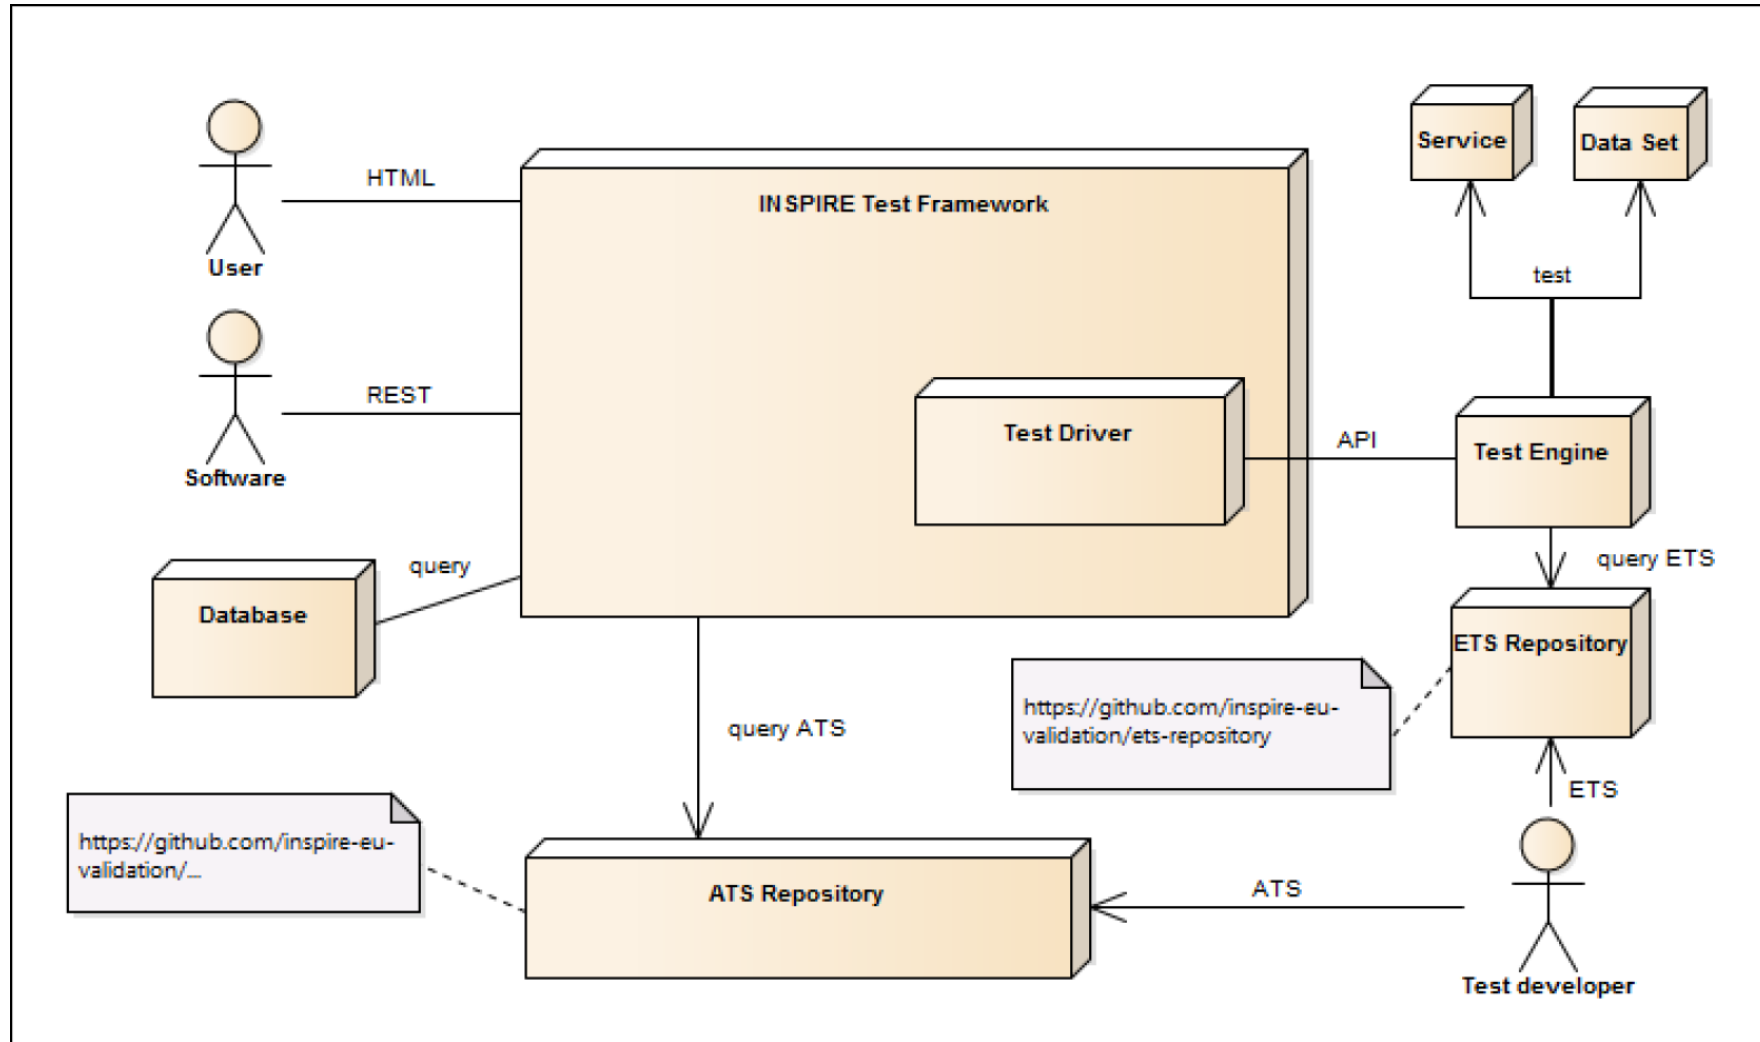 HTML
INSPIRE Test Framework
Service
Data Set
User
test
REST
Test Driver
API
Test Engine
Software
query
query ETS
Database
ETS Repository
https://github.com/inspire-eu-
validation/ets-repository
query ATS
ETS
https://github.com/inspire-eu-
validation/...
ATS Repository
ATS
Test developer